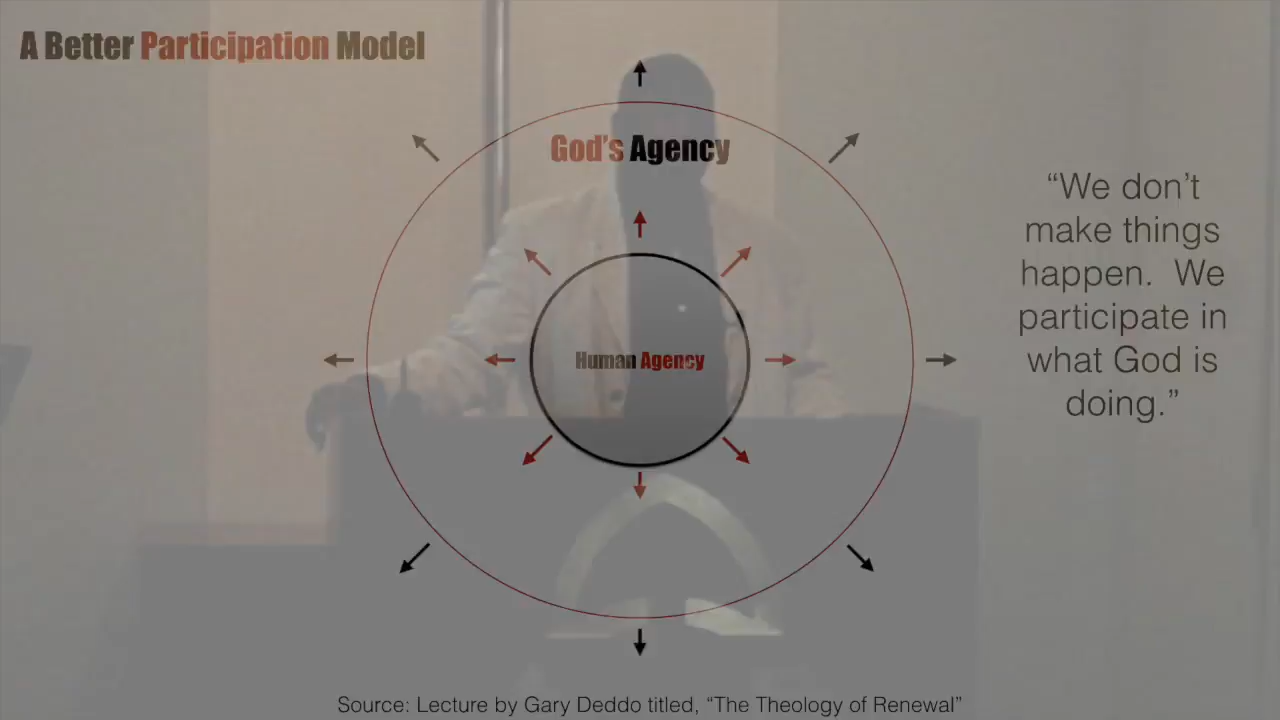 A Better Participation Model
God's Agency
Human Agency
“We don’t
make things
happen.  We
participate in
what God is
doing.”
Source: Lecture by Gary Deddo titled, “The Theology of Renewal”